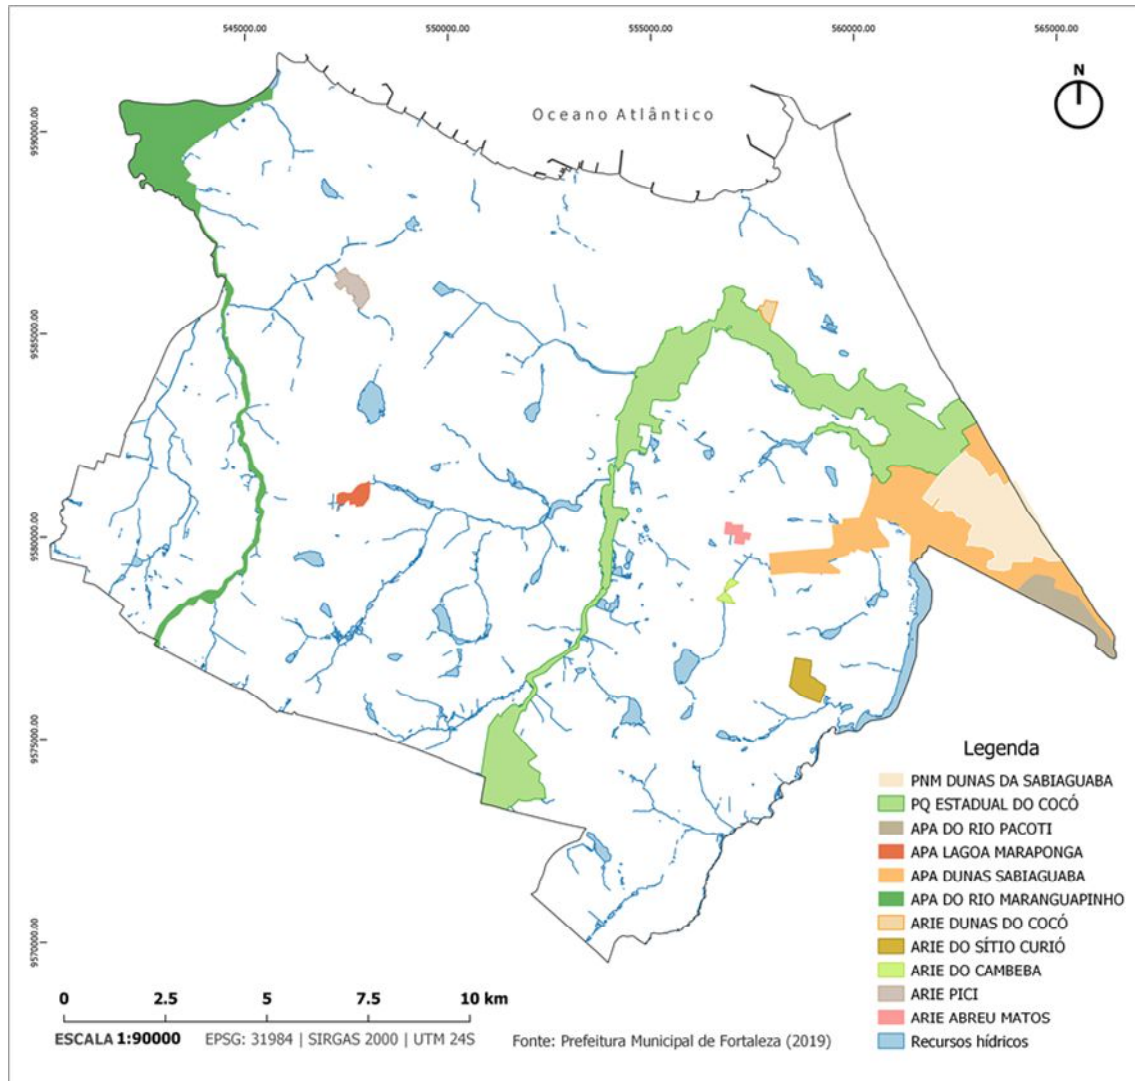 545000.00 550000.00 555000.00 560000.00 565000.00
N
Oceano Atlântico
9590000.00
9585000.00
9580000.00
9575000.00
9570000.00
Legenda
PNM DUNAS DA SABIAGUABA
PQ ESTADUAL DO COCÓ
APA DO RIO PACOTI
APA LAGOA MARAPONGA
APA DUNAS SABIAGUABA
APA DO RIO MARANGUAPINHO
ARIE DUNAS DO COCÓ
ARIE DO SÍTIO CURIÓ
ARIE DO CAMBEBA
ARIE PICI
ARIE ABREU MATOS
Recursos hídricos
0 2.5 5 7.5 10 km
ESCALA 1:90000 EPSG: 31984 | SIRGAS 2000 | UTM 24S Fonte: Prefeitura Municipal de Fortaleza (2019)